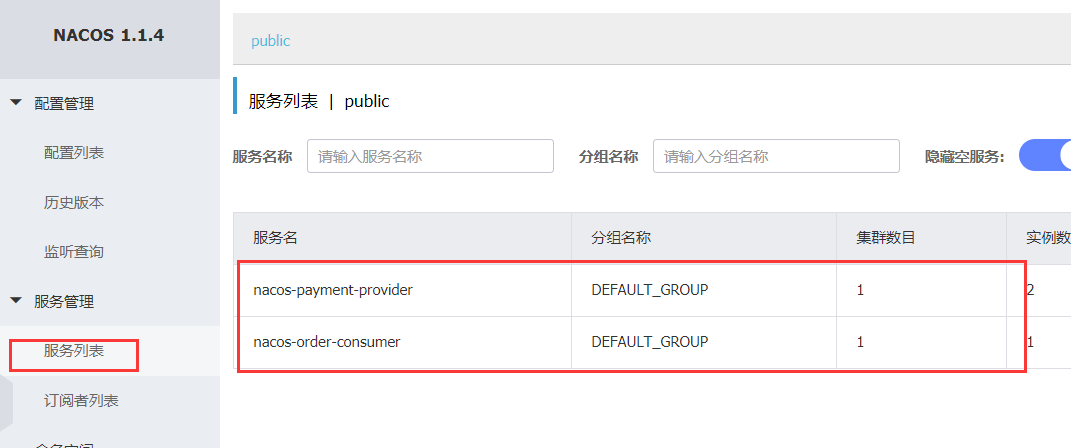 NACOS 1.1.4
配置管理
配置列表
历史版本
监听查询
服务管理
服务列表
订阅者列表
public
服务列表 | public
服务名称 请输入服务名称 分组名称 请输入分组名称 隐藏空服务:
服务名 分组名称 集群数目 实例数
nacos-payment-provider DEFAULT_GROUP 1 2
nacos-order-consumer DEFAULT_GROUP 1 1